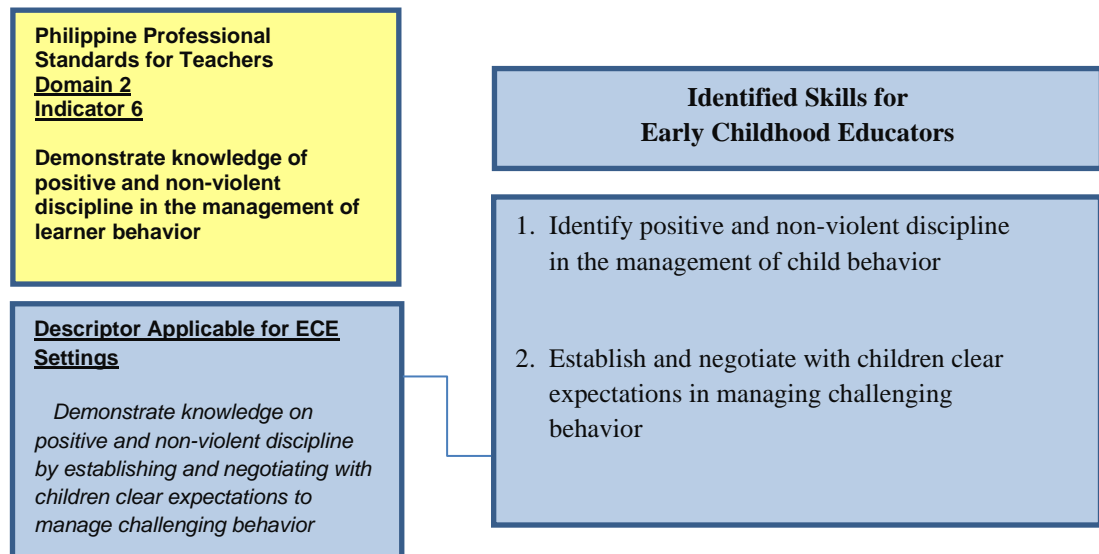 Philippine Professional
Standards for Teachers
Domain 2
Indicator 6
Demonstrate knowledge of
positive and non-violent
discipline in the management of
learner behavior
Descriptor Applicable for ECE
Settings
Demonstrate knowledge on
positive and non-violent discipline
by establishing and negotiating with
children clear expectations to
manage challenging behavior
Identified Skills for
Early Childhood Educators
1. Identify positive and non-violent discipline
in the management of child behavior
2. Establish and negotiate with children clear
expectations in managing challenging
behavior